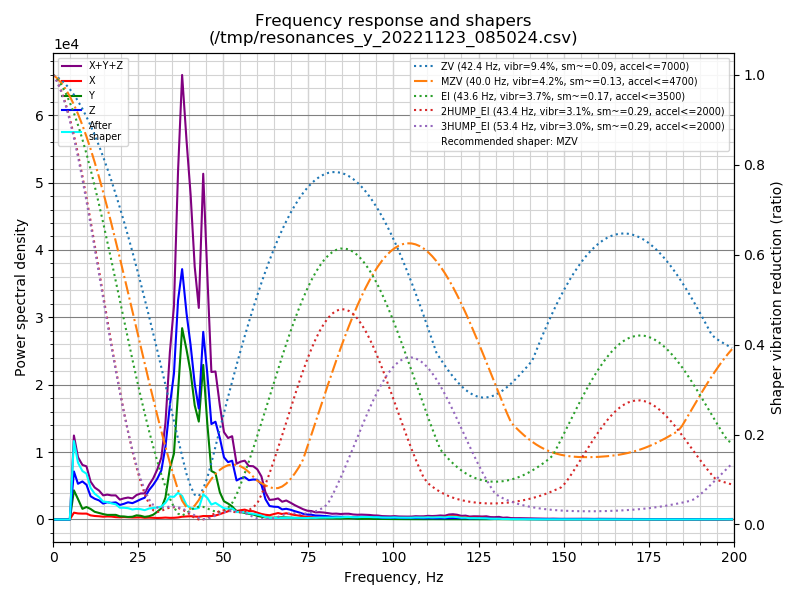 Frequency response and shapers
(/tmp/resonances_y_20221123_085024.csv)
1e4
X+Y+Z
X
Y
Z
After
shaper
ZV (42.4 Hz, vibr=9.4%, sm~=0.09, accel<=7000)
MZV (40.0 Hz, vibr=4.2%, sm~=0.13, accel<=4700)
EI (43.6 Hz, vibr=3.7%, sm~=0.17, accel<=3500)
2HUMP_EI (43.4 Hz, vibr=3.1%, sm~=0.29, accel<=2000)
3HUMP_EI (53.4 Hz, vibr=3.0%, sm~=0.29, accel<=2000)
Recommended shaper: MZV
Power spectral density
6
5
4
3
2
1
0
1.0
0.8
0.6
0.4
0.2
0.0
Shaper vibration reduction (ratio)
0 25 50 75 100 125 150 175 200
Frequency, Hz